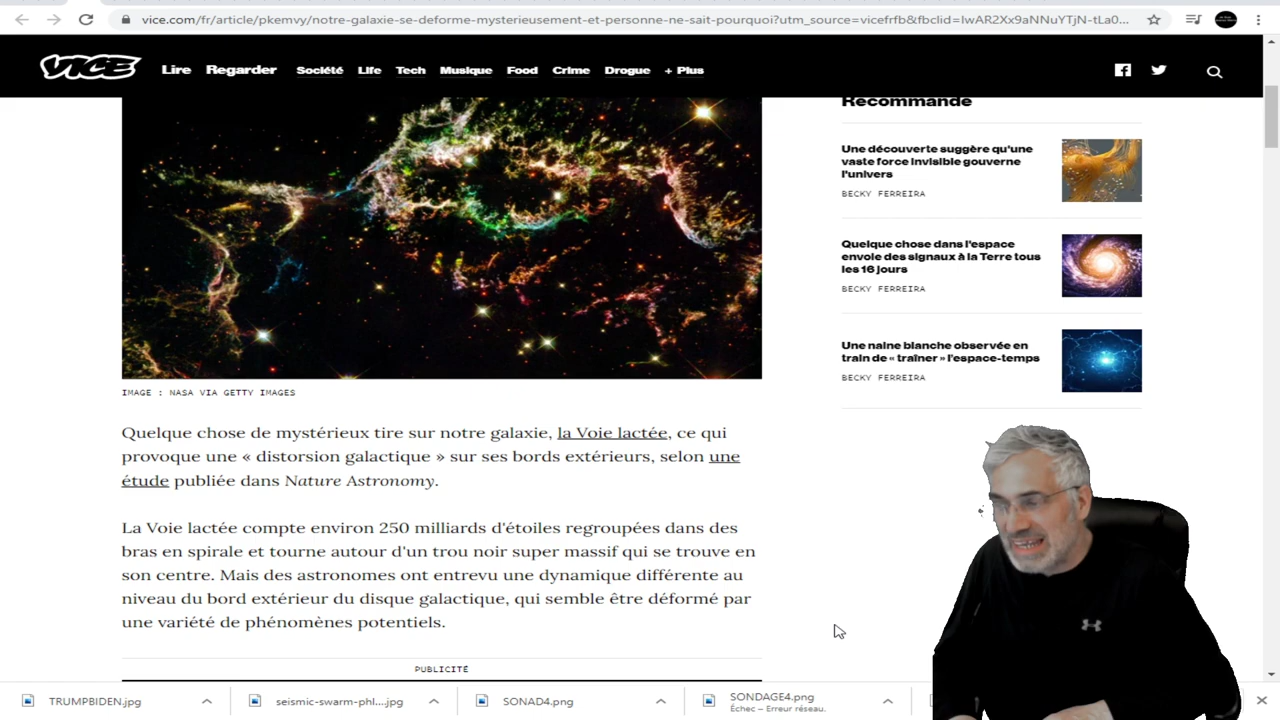 vice.com/fr/article/pkemvy/notre-galaxie-se-deforme-mysterieusement-et-personne-ne-sait-pourquoi?utm_source=vicefrfb&fbclid=IwAR2Xx9aNNuYTjN-tLa0...
VICE Lire Regarder Société Life Tech Musique Food Crime Drogue + Plus
Recommandé
Une découverte suggère qu'une
vaste force invisible gouverne
l'univers
BECKY FERREIRA
Quelque chose dans l'espace
envoie des signaux à la Terre tous
les 16 jours
BECKY FERREIRA
Une naine blanche observée en
train de « traîner » l'espace-temps
BECKY FERREIRA
IMAGE : NASA VIA GETTY IMAGES
Quelque chose de mystérieux tire sur notre galaxie, la Voie lactée, ce qui
provoque une « distorsion galactique » sur ses bords extérieurs, selon une
étude publiée dans Nature Astronomy.
La Voie lactée compte environ 250 milliards d'étoiles regroupées dans des
bras en spirale et tourne autour d'un trou noir super massif qui se trouve en
son centre. Mais des astronomes ont entrevu une dynamique différente au
niveau du bord extérieur du disque galactique, qui semble être déformé par
une variété de phénomènes potentiels.
PUBLICITÉ
TRUMPBIDEN.jpg
seismic-swarm-phl....jpg
SONAD4.png
SONDAGE4.png
Échec – Erreur réseau.